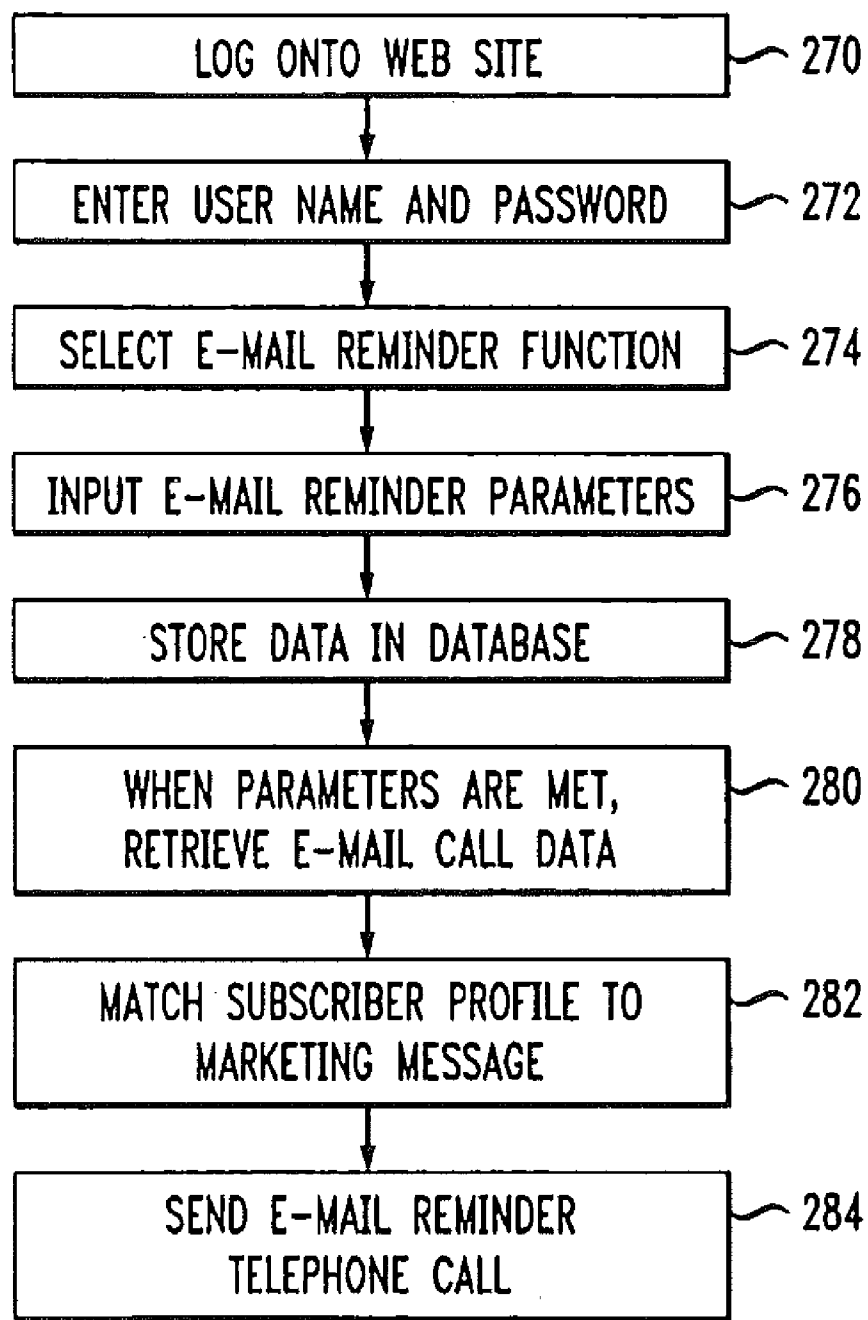 LOG ONTO WEB SITE 270
ENTER USER NAME AND PASSWORD 272
SELECT E-MAIL REMINDER FUNCTION 274
INPUT E-MAIL REMINDER PARAMETERS 276
STORE DATA IN DATABASE 278
WHEN PARAMETERS ARE MET, 280
RETRIEVE E-MAIL CALL DATA
MATCH SUBSCRIBER PROFILE TO 282
MARKETING MESSAGE
SEND E-MAIL REMINDER 284
TELEPHONE CALL